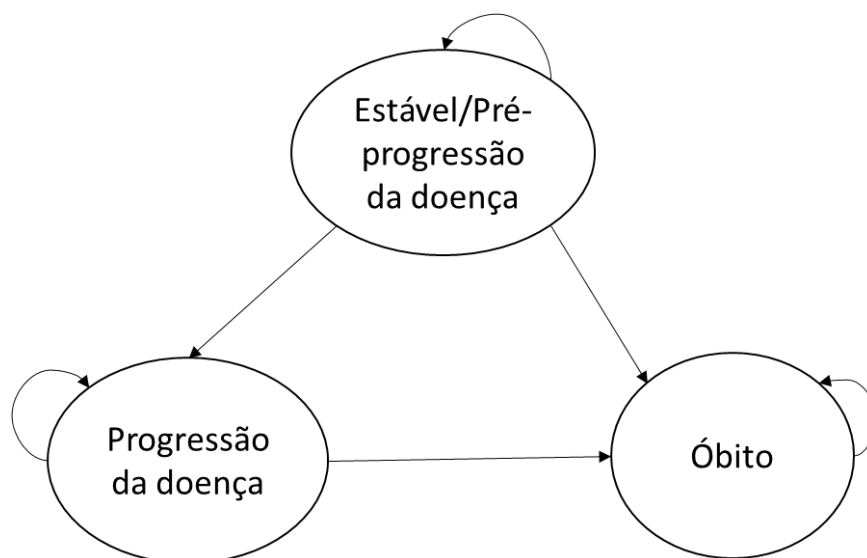 Estável/Pré-
progressão
da doença
Progressão
da doença
Óbito